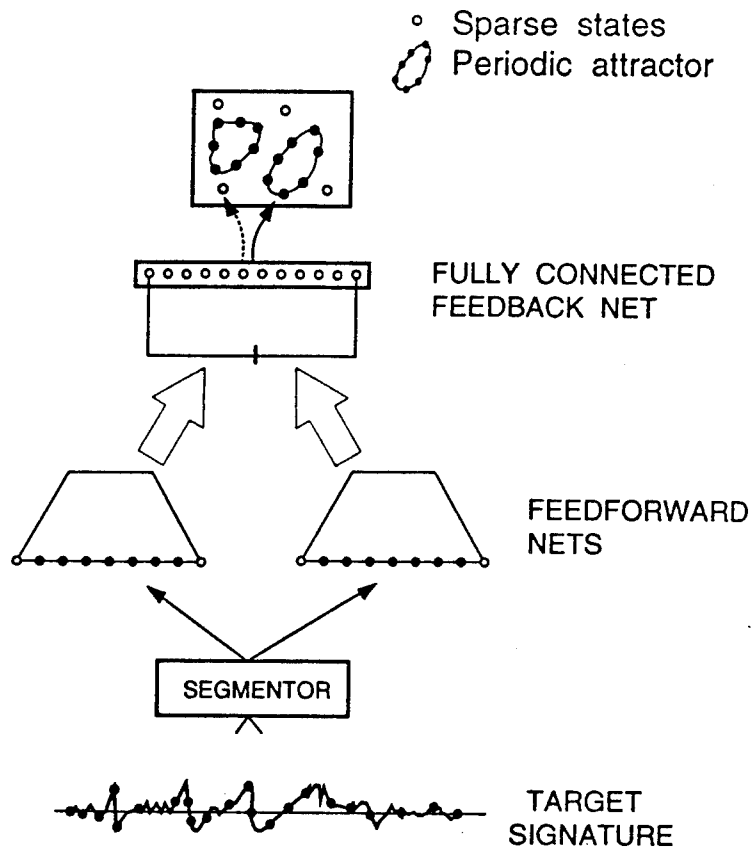 Sparse states
Periodic attractor
FULLY CONNECTED
FEEDBACK NET
FEEDFORWARD
NETS
SEGMENTOR
TARGET
SIGNATURE